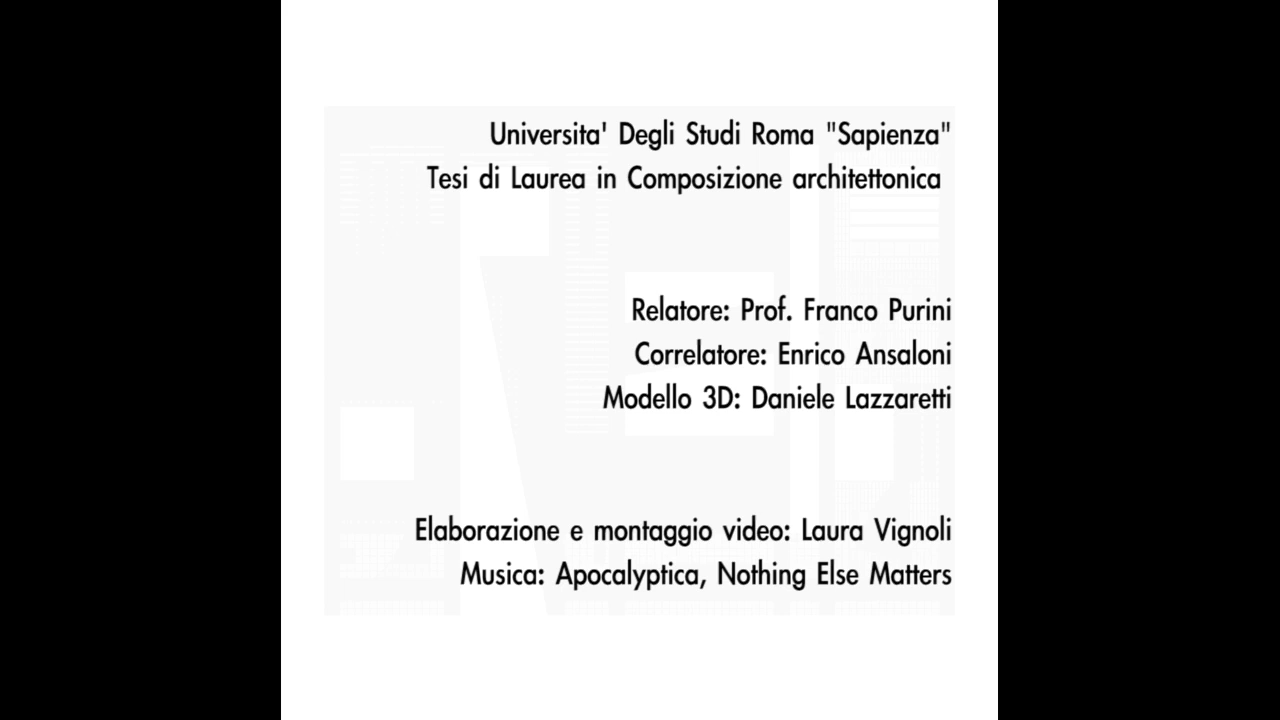 Universita' Degli Studi Roma "Sapienza"
Tesi di Laurea in Composizione architettonica
Relatore: Prof. Franco Purini
Correlatore: Enrico Ansaloni
Modello 3D: Daniele Lazzaretti
Elaborazione e montaggio video: Laura Vignoli
Musica: Apocalyptica, Nothing Else Matters